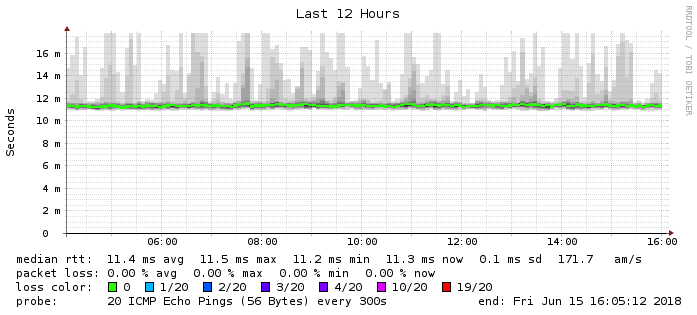 Last 12 Hours
RRDTOOL / TOBI OETIKER
Seconds
16 m
14 m
12 m
10 m
8 m
6 m
4 m
2 m
0
06:00 08:00 10:00 12:00 14:00 16:00
median rtt: 11.4 ms avg 11.5 ms max 11.2 ms min 11.3 ms now 0.1 ms sd 171.7 am/s
packet loss: 0.00 % avg 0.00 % max 0.00 % min 0.00 % now
loss color: 0 1/20 2/20 3/20 4/20 10/20 19/20
probe: 20 ICMP Echo Pings (56 Bytes) every 300s end: Fri Jun 15 16:05:12 2018